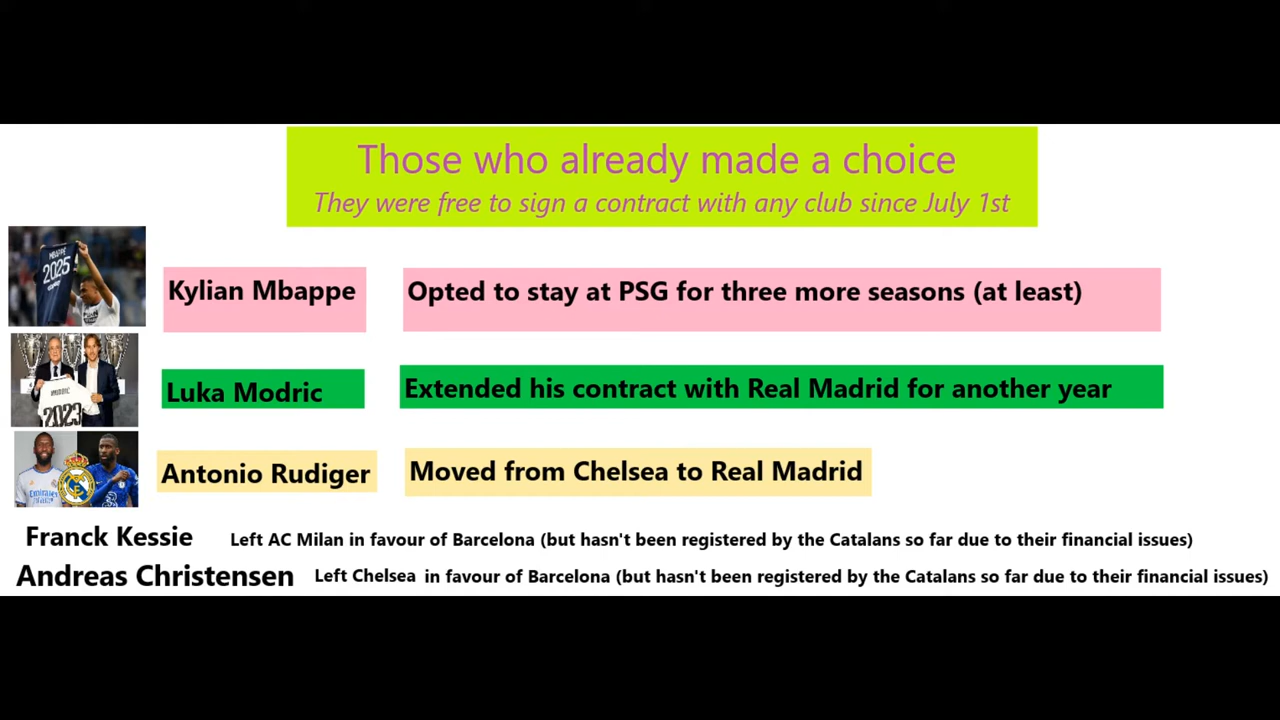 Those who already made a choice
They were free to sign a contract with any club since July 1st
MBAPPÉ
2025
Kylian Mbappe
Opted to stay at PSG for three more seasons (at least)
2023
Luka Modric
Extended his contract with Real Madrid for another year
Antonio Rudiger
Moved from Chelsea to Real Madrid
Franck Kessie
Left AC Milan in favour of Barcelona (but hasn't been registered by the Catalans so far due to their financial issues)
Andreas Christensen
Left Chelsea in favour of Barcelona (but hasn't been registered by the Catalans so far due to their financial issues)